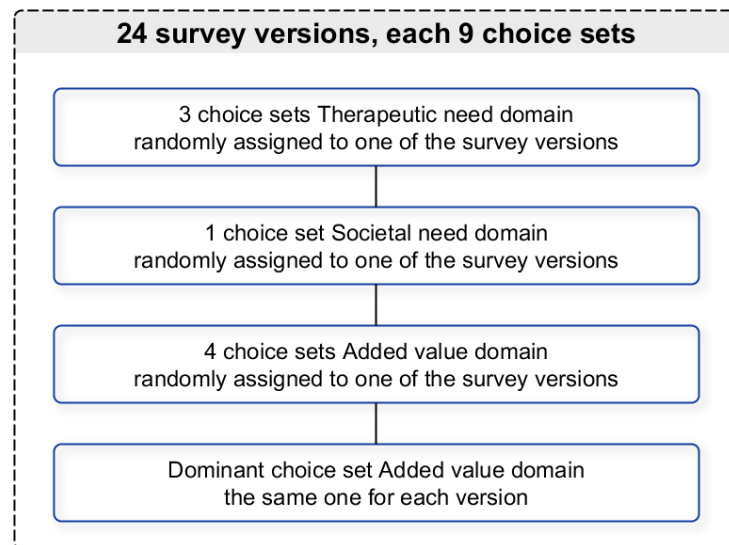 24 survey versions, each 9 choice sets
3 choice sets Therapeutic need domain
randomly assigned to one of the survey versions
1 choice set Societal need domain
randomly assigned to one of the survey versions
4 choice sets Added value domain
randomly assigned to one of the survey versions
Dominant choice set Added value domain
the same one for each version